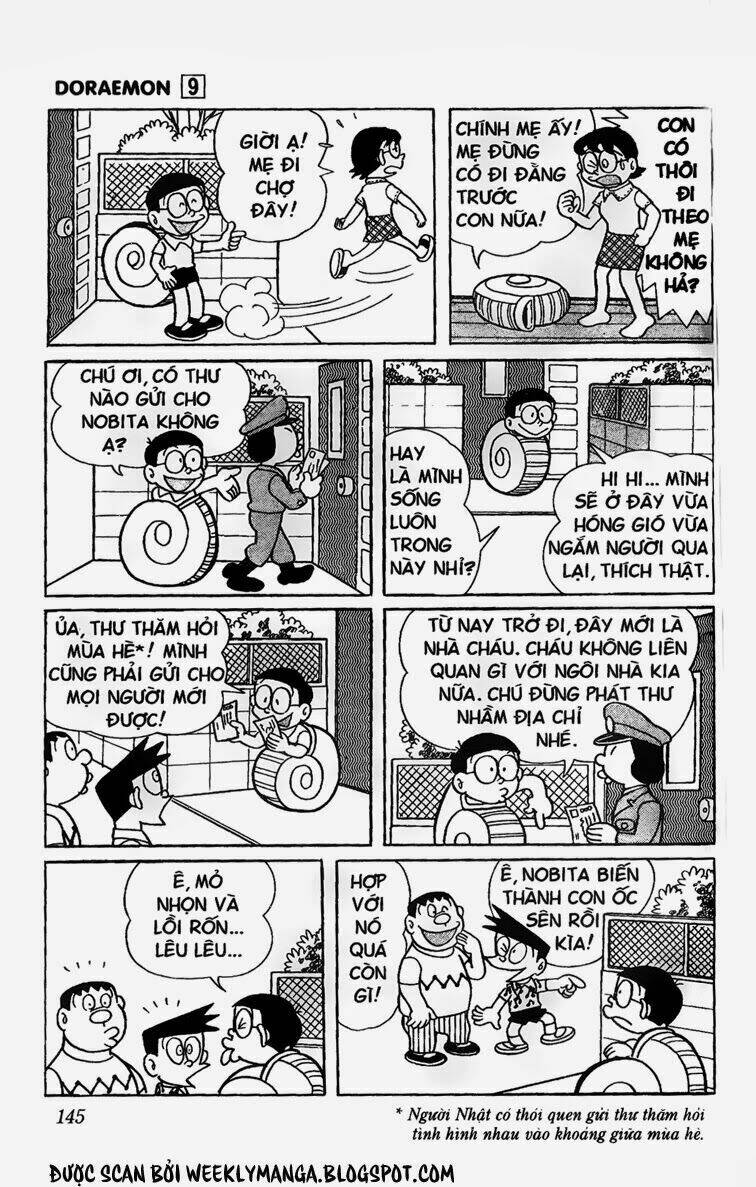 DORAEMON 9
CON
CÓ
THÔI
ĐI
THEO
MẸ
KHÔNG
HẢ?
CHÍNH MẸ ẤY!
MẸ ĐỪNG
CỐ ĐI ĐẰNG
TRƯỚC
CON NỮA!
GIỜI Ạ!
MẸ ĐI
CHỢ
ĐÂY!
HI HI... MÌNH
SẼ Ở ĐÂY VỪA
HÓNG GIÓ VỪA
NGẮM NGƯỜI QUA
LẠI, THÍCH THẬT.
HAY
LÀ MÌNH
SỐNG
LUÔN
TRONG
NÀY NHỈ?
CHÚ ƠI, CÓ THƯ
NÀO GỬI CHO
NOBITA KHÔNG
Ạ?
TỪ NAY TRỞ ĐI, ĐÂY MỚI LÀ
NHÀ CHÁU. CHÁU KHÔNG LIÊN
QUAN GÌ VỚI NGÔI NHÀ KIA
NỮA. CHÚ ĐỪNG PHÁT THƯ
NHẦM ĐỊA CHỈ
NHÉ.
ỦA, THƯ THĂM HỎI
MÙA HÈ*! MÌNH
CŨNG PHẢI GỬI CHO
MỌI NGƯỜI MỚI
ĐƯỢC!
Ê, NOBITA BIẾN
THÀNH CON ỐC
SÊN RỒI
KÌA!
HỢP
VỚI
NÓ
QUÁ
CÒN
GÌ!
Ê, MỎ
NHỌN VÀ
LỒI RỐN...
LÊU LÊU...
145
* Người Nhật có thói quen gửi thư thăm hỏi
tình hình nhau vào khoảng giữa mùa hè.
ĐƯỢC SCAN BỞI WEEKLYMANGA.BLOGSPOT.COM